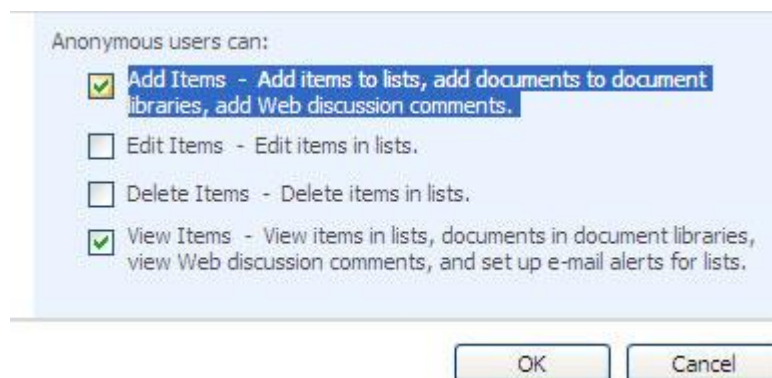 Anonymous users can:
Add Items - Add items to lists, add documents to document
libraries, add Web discussion comments.
Edit Items - Edit items in lists.
Delete Items - Delete items in lists.
View Items - View items in lists, documents in document libraries,
view Web discussion comments, and set up e-mail alerts for lists.
OK Cancel